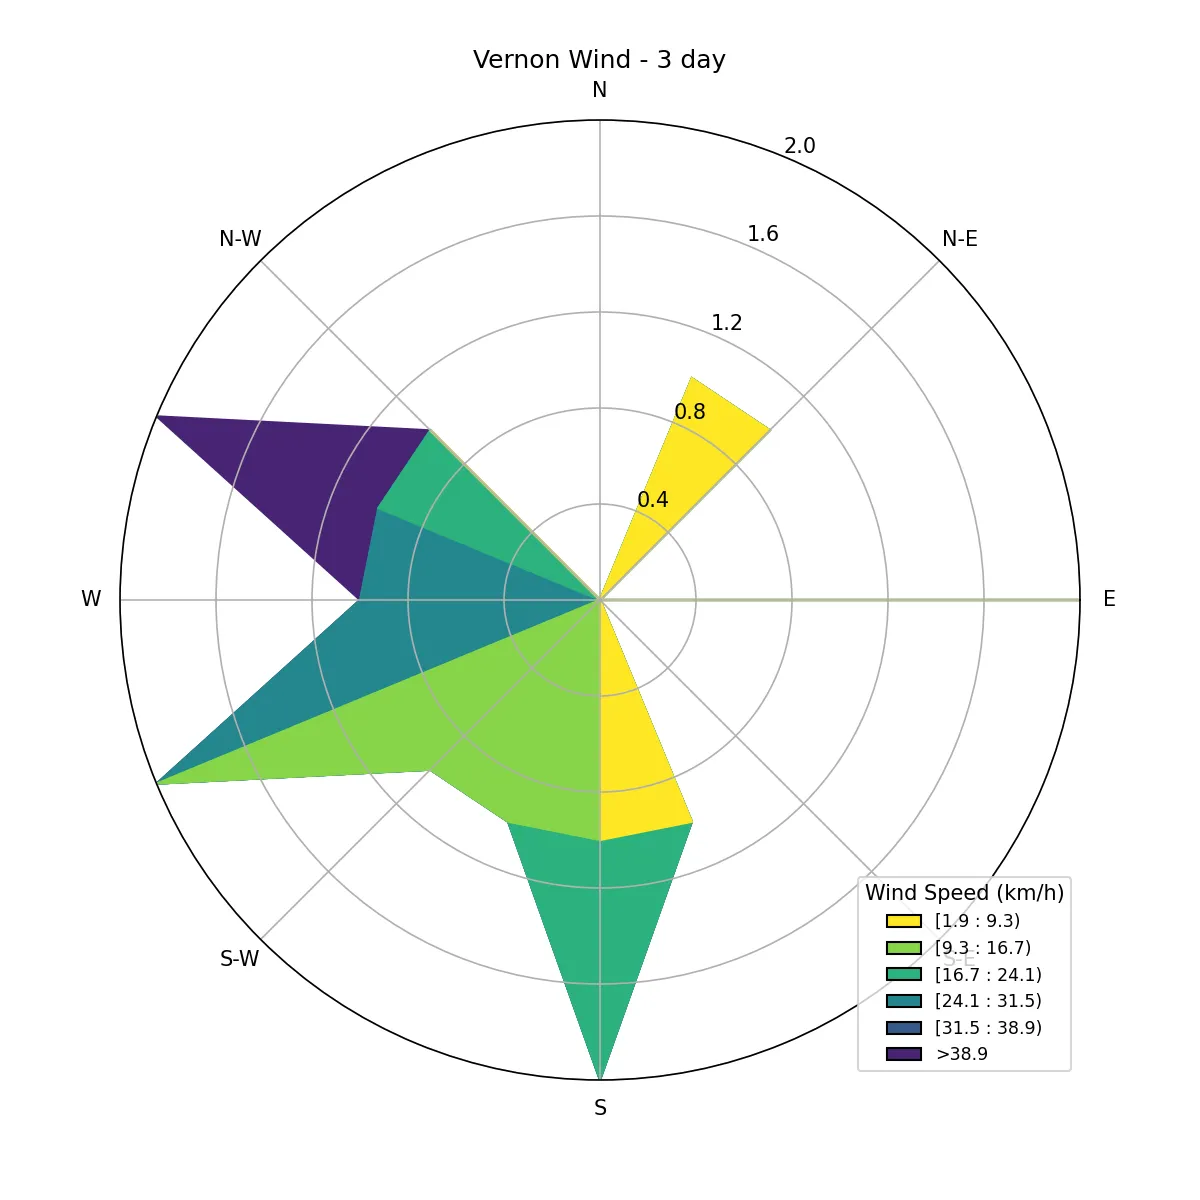 Vernon Wind - 3 day
N
2.0
N-W
N-E
1.6
1.2
0.8
0.4
W
E
S-W
S-E
S
Wind Speed (km/h)
[1.9 : 9.3)
[9.3 : 16.7)
[16.7 : 24.1)
[24.1 : 31.5)
[31.5 : 38.9)
>38.9